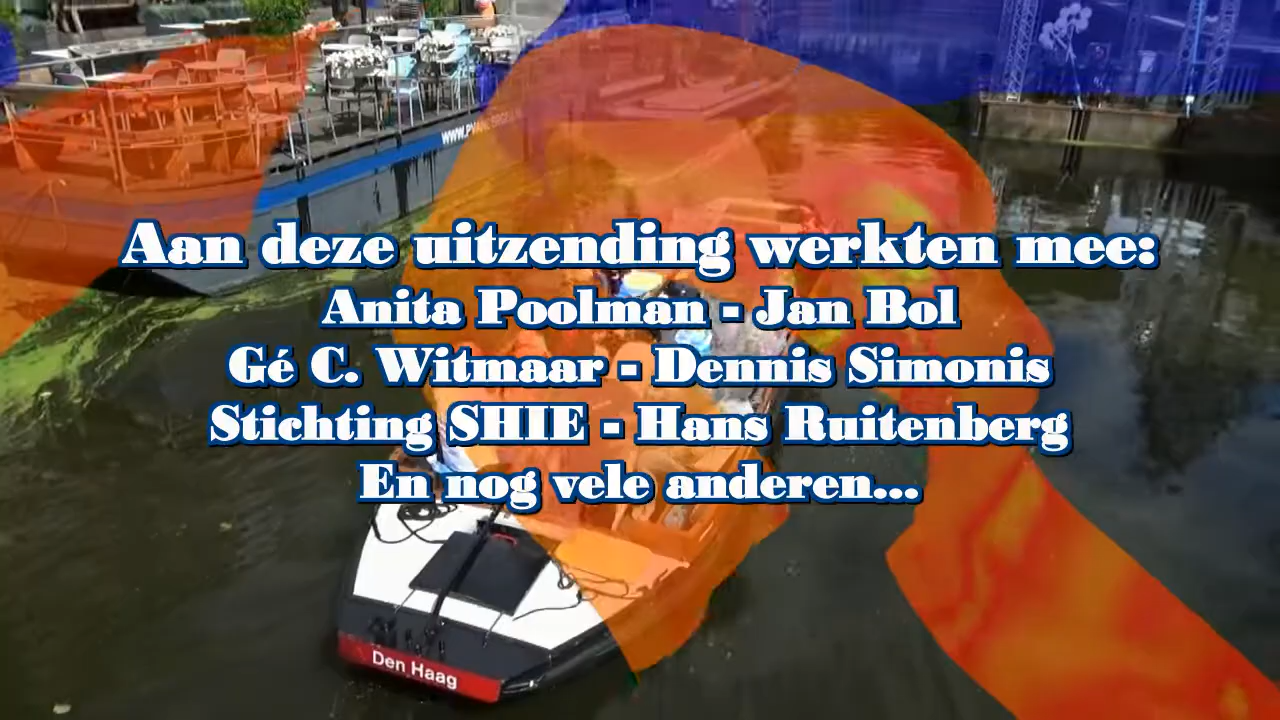 WWW.P
Aan deze uitzending werkten mee:
Anita Poolman - Jan Bol
Gé C. Witmaar - Dennis Simonis
Stichting SHIE - Hans Ruitenberg
En nog vele anderen...
Den Haag